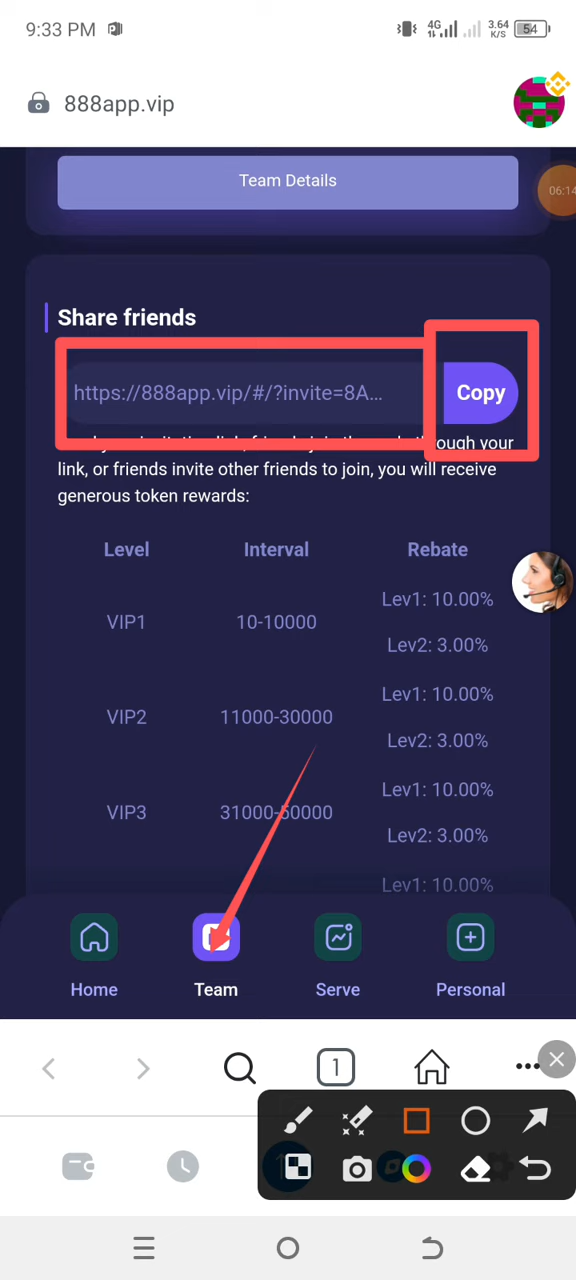 9:33 PM
4G
3.64
K/S
54
888app.vip
Team Details
06:14
Share friends
https://888app.vip/#/?invite=8A...
Copy
your
link, or friends invite other friends to join, you will receive
generous token rewards:
Level Interval Rebate
VIP1 10-10000 Lev1: 10.00%
Lev2: 3.00%
VIP2 11000-30000 Lev1: 10.00%
Lev2: 3.00%
VIP3 31000-50000 Lev1: 10.00%
Lev2: 3.00%
Lev1: 10.00%
Home Team Serve Personal
1